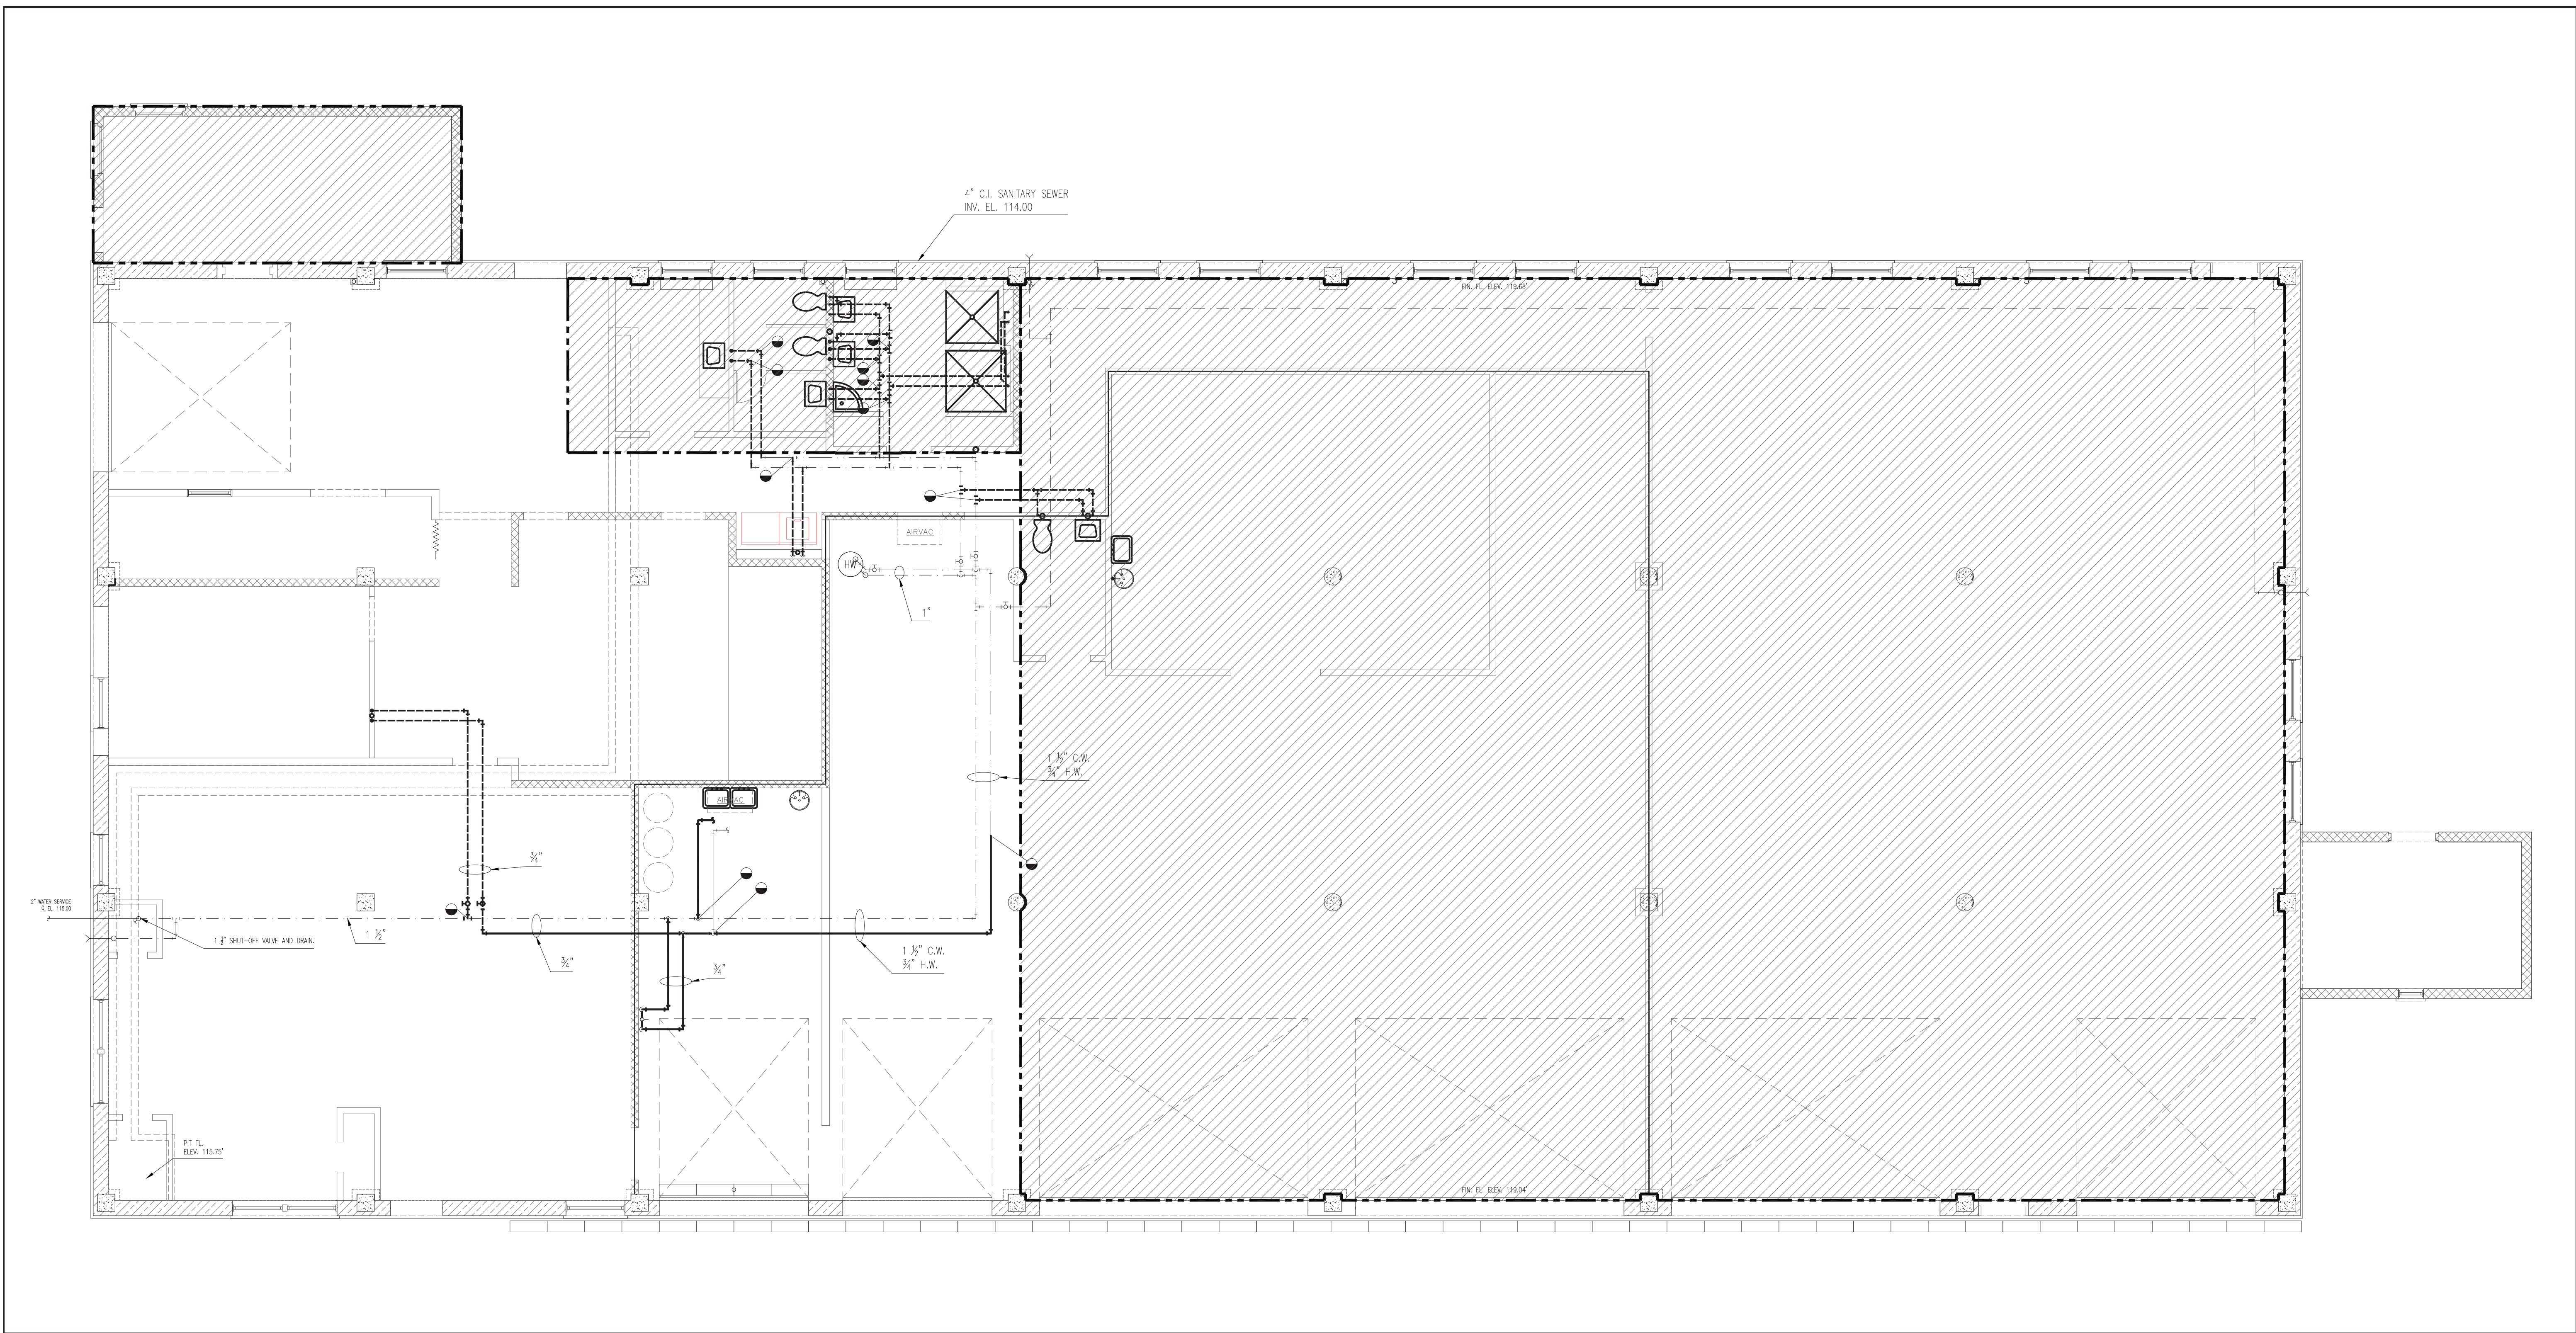 4" C.I. SANITARY SEWER
INV. EL. 114.00
FIN. FL. ELEV. 119.68'
AIRVAC
HW
1"
1 ½" C.W.
¾" H.W.
¾"
2" WATER SERVICE
℄ EL. 115.00
1 ½" SHUT-OFF VALVE AND DRAIN.
1 ½"
¾"
¾"
1 ½" C.W.
¾" H.W.
PIT FL.
ELEV. 115.75'
FIN. FL. ELEV. 119.04'